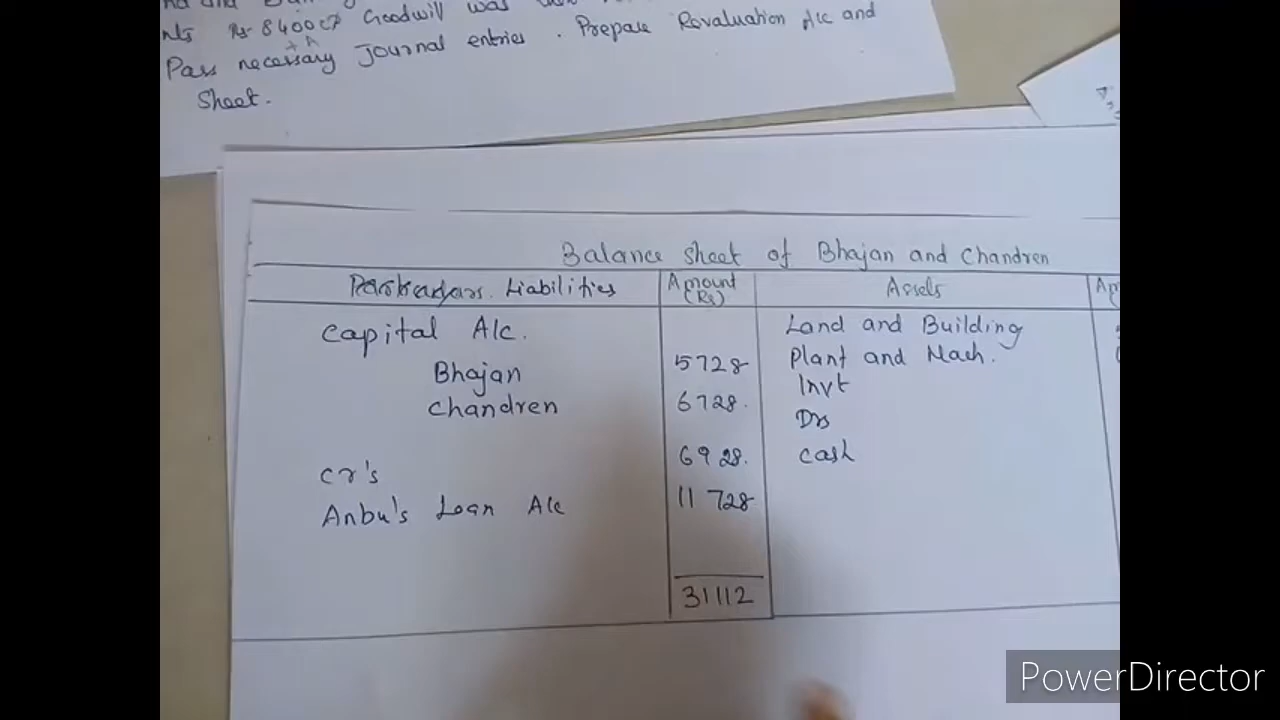 Rs 8400 Goodwill was
Pass necessary Journal entries. Prepare Revaluation A/c and
Sheet.
Balance sheet of Bhajan and Chandren
Liabilities Amount (Rs) Assets
Capital A/c. Land and Building
Bhajan 5728 Plant and Mach.
Chandren 6728. Invt
Drs
Cr's 6928. Cash
Anbu's Loan A/c 11728
31112
PowerDirector